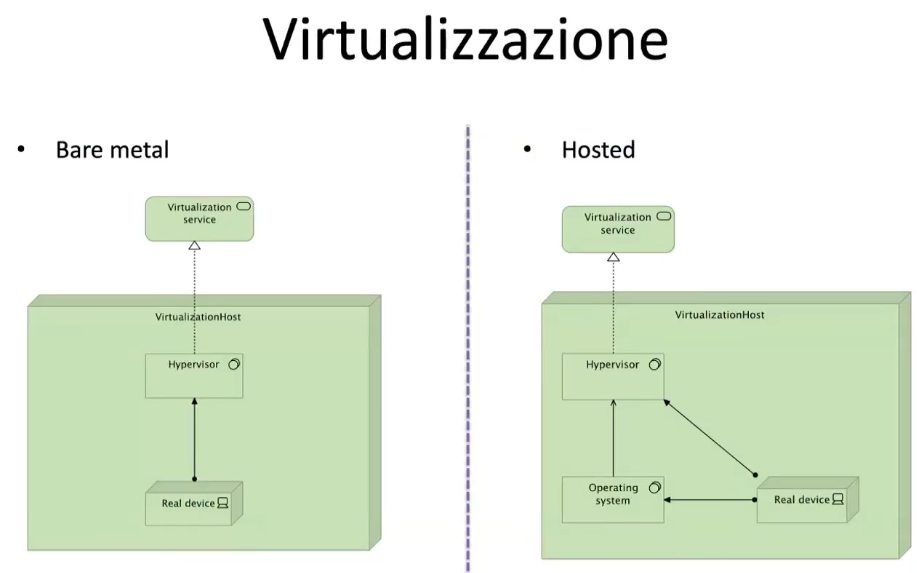 Virtualizzazione
• Bare metal
Virtualization
service
VirtualizationHost
Hypervisor
Real device
• Hosted
Virtualization
service
VirtualizationHost
Hypervisor
Operating
system
Real device